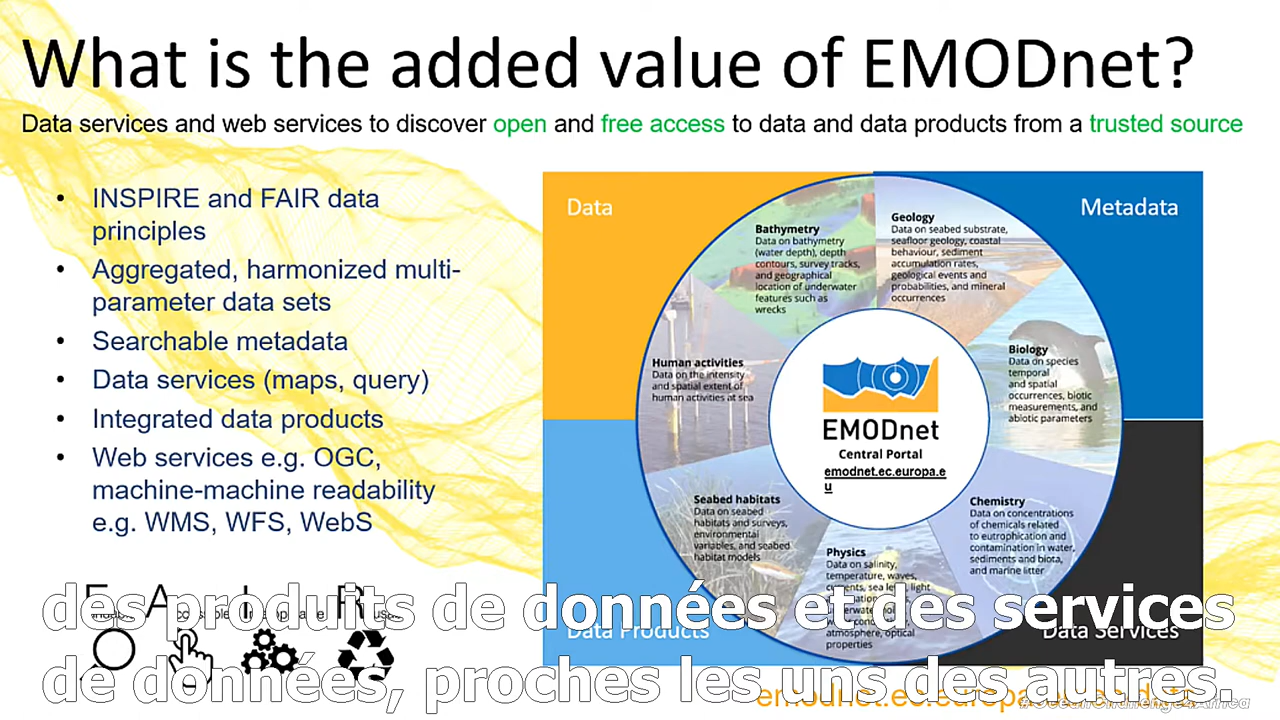 What is the added value of EMODnet?
Data services and web services to discover open and free access to data and data products from a trusted source
• INSPIRE and FAIR data
principles
• Aggregated, harmonized multi-
parameter data sets
• Searchable metadata
• Data services (maps, query)
• Integrated data products
• Web services e.g. OGC,
machine-machine readability
e.g. WMS, WFS, WebS
Data
Metadata
Bathymetry
Data on bathymetry
(water depth), depth
contours, survey tracks,
and geographical
location of underwater
features such as
wrecks
Geology
Data on seabed substrate,
seafloor geology, coastal
behaviour, sediment
accumulation rates,
geological events and
probabilities, and mineral
occurrences
Human activities
Data on the intensity
and spatial extent of
human activities at sea
Biology
Data on species
temporal
and spatial
occurrences, biotic
measurements, and
abiotic parameters
EMODnet
Central Portal
emodnet.ec.europa.e
u
Seabed habitats
Data on seabed
habitats and surveys,
environmental
variables, and seabed
habitat models
Chemistry
Data on concentrations
of chemicals related
to eutrophication and
contamination in water,
sediments and biota,
and marine litter
Physics
Data on salinity,
temperature, waves,
currents, sea level, light
atmosphere, optical
properties
F A I R
Data Products
Data Services
des produits de données et des services
de données, proches les uns des autres.
#OceanChallenge4Africa